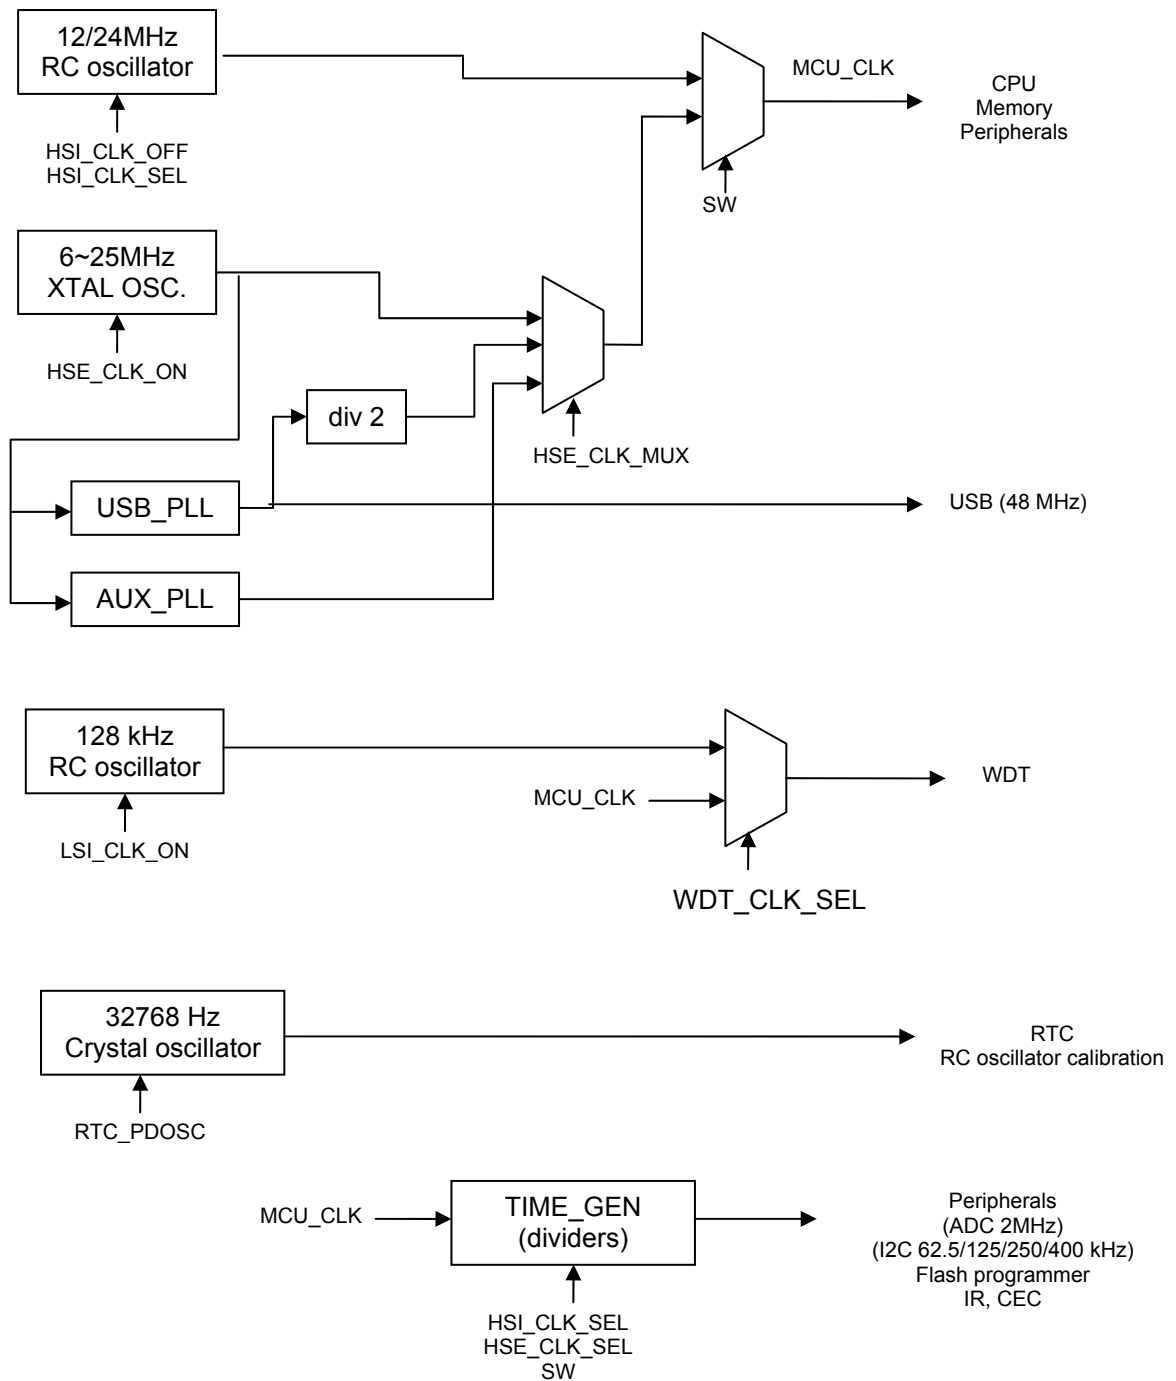 12/24MHz
RC oscillator
HSI_CLK_OFF
HSI_CLK_SEL
MCU_CLK
CPU
Memory
Peripherals
SW
6~25MHz
XTAL OSC.
HSE_CLK_ON
div 2
HSE_CLK_MUX
USB_PLL
USB (48 MHz)
AUX_PLL
128 kHz
RC oscillator
LSI_CLK_ON
MCU_CLK
WDT
WDT_CLK_SEL
32768 Hz
Crystal oscillator
RTC_PDOSC
RTC
RC oscillator calibration
MCU_CLK
TIME_GEN
(dividers)
HSI_CLK_SEL
HSE_CLK_SEL
SW
Peripherals
(ADC 2MHz)
(I2C 62.5/125/250/400 kHz)
Flash programmer
IR, CEC